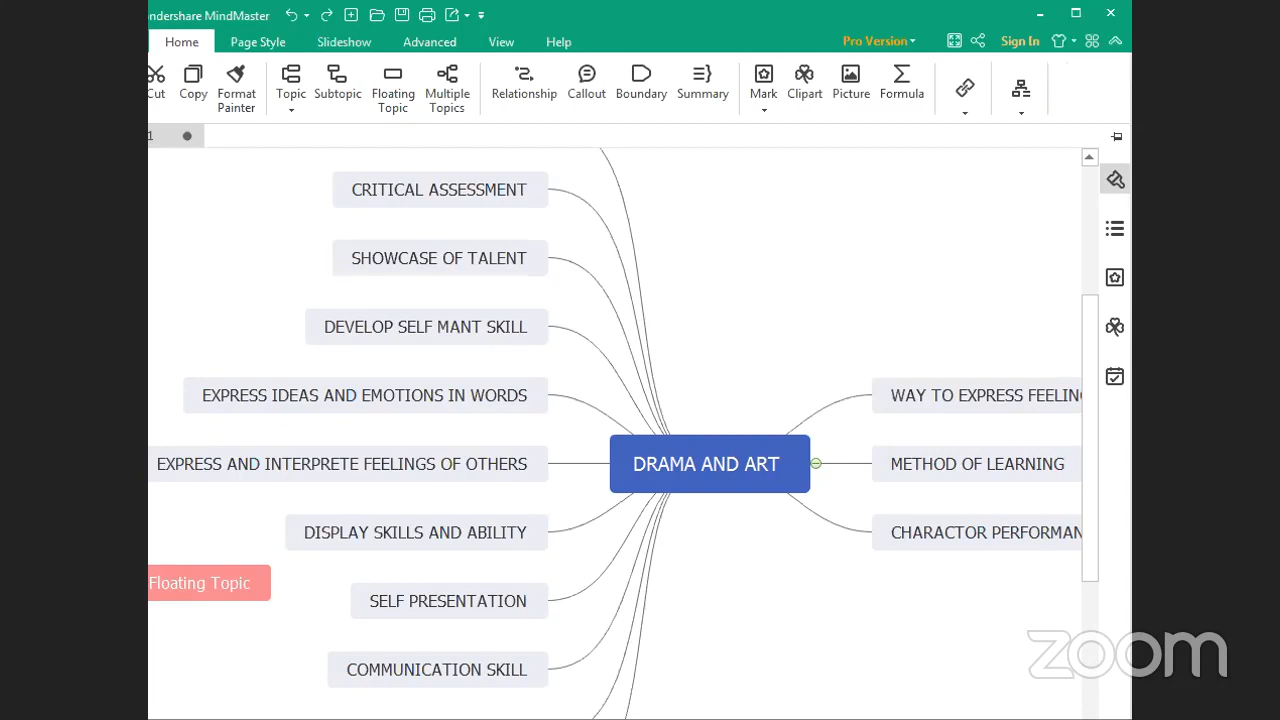 ndershare MindMaster
Home Page Style Slideshow Advanced View Help
Pro Version Sign In
Cut Copy Format Painter Topic Subtopic Floating Topic Multiple Topics Relationship Callout Boundary Summary Mark Clipart Picture Formula
1
CRITICAL ASSESSMENT
SHOWCASE OF TALENT
DEVELOP SELF MANT SKILL
EXPRESS IDEAS AND EMOTIONS IN WORDS
EXPRESS AND INTERPRETE FEELINGS OF OTHERS
DISPLAY SKILLS AND ABILITY
Floating Topic
SELF PRESENTATION
COMMUNICATION SKILL
DRAMA AND ART
WAY TO EXPRESS FEELING
METHOD OF LEARNING
CHARACTOR PERFORMAN
zoom